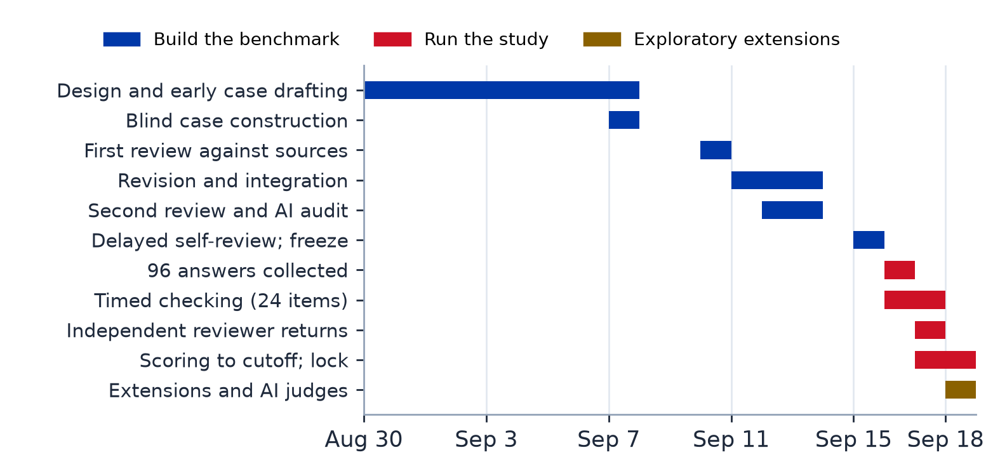 Build the benchmark
Run the study
Exploratory extensions
Design and early case drafting
Blind case construction
First review against sources
Revision and integration
Second review and AI audit
Delayed self-review; freeze
96 answers collected
Timed checking (24 items)
Independent reviewer returns
Scoring to cutoff; lock
Extensions and AI judges
Aug 30
Sep 3
Sep 7
Sep 11
Sep 15
Sep 18